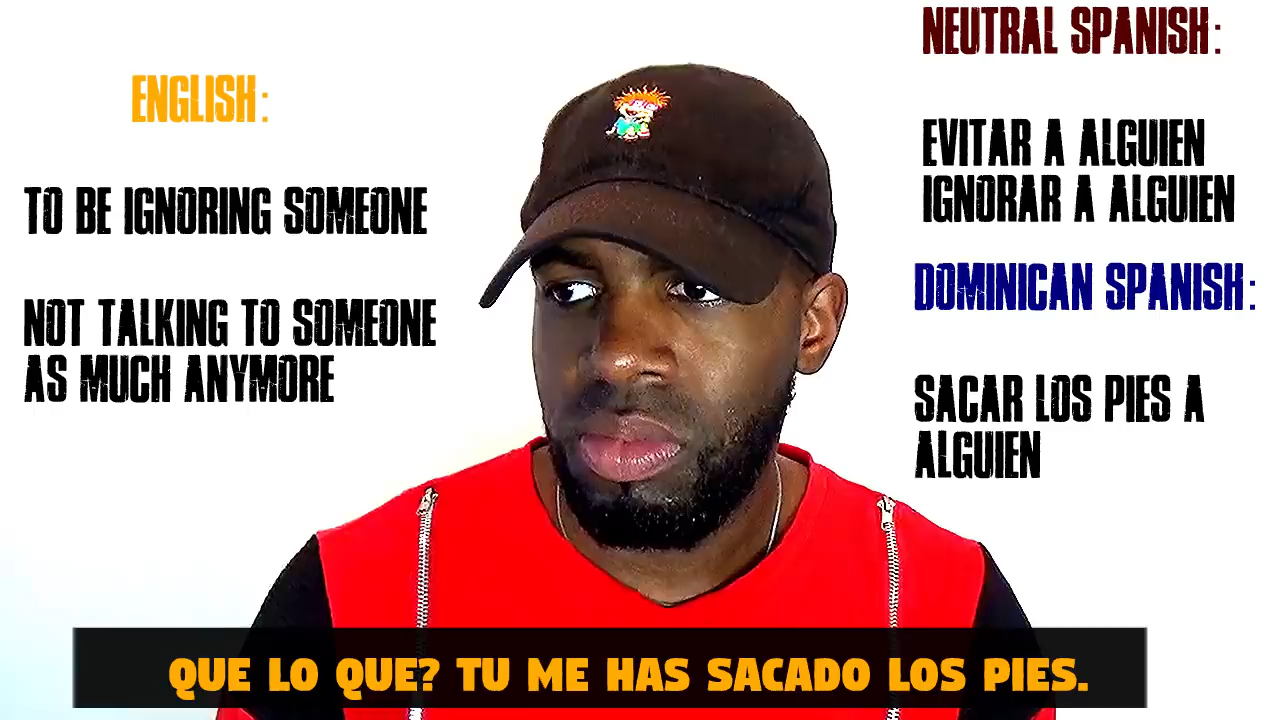 ENGLISH:
TO BE IGNORING SOMEONE
NOT TALKING TO SOMEONE
AS MUCH ANYMORE
NEUTRAL SPANISH:
EVITAR A ALGUIEN
IGNORAR A ALGUIEN
DOMINICAN SPANISH:
SACAR LOS PIES A
ALGUIEN
QUE LO QUE? TU ME HAS SACADO LOS PIES.